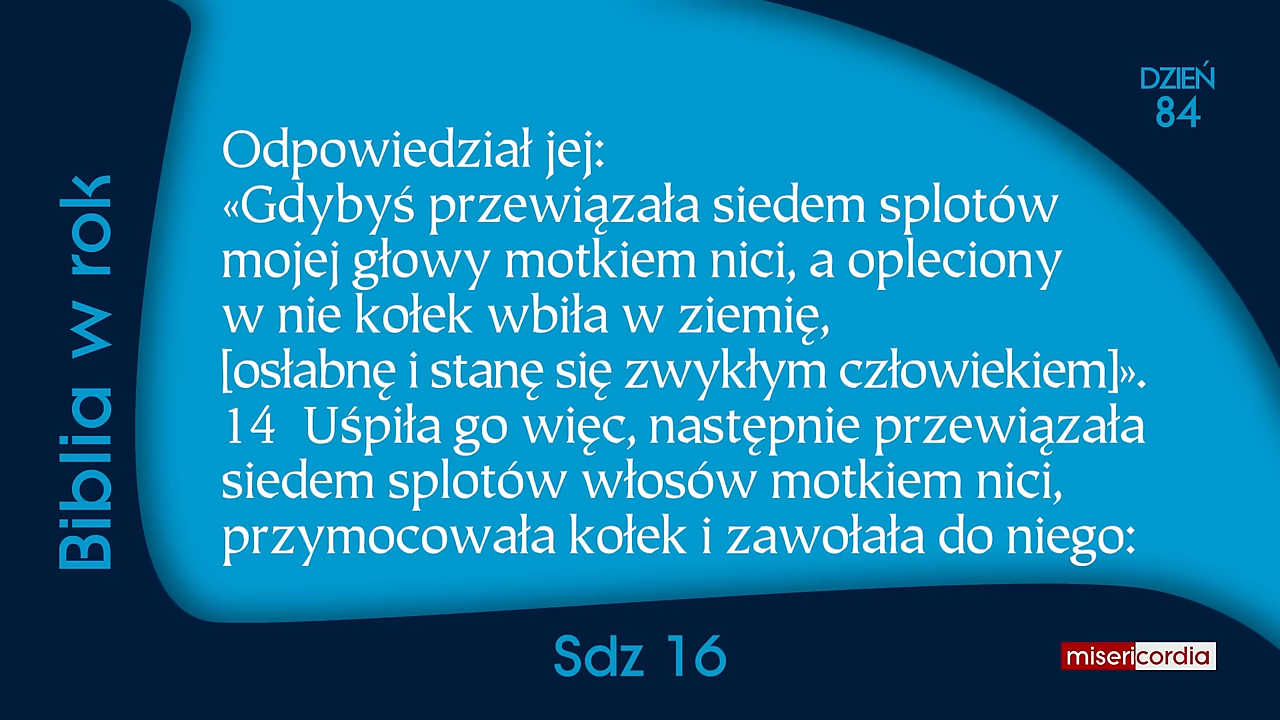 DZIEŃ
84
Biblia w rok
Odpowiedział jej:
«Gdybyś przewiązała siedem splotów
mojej głowy motkiem nici, a opleciony
w nie kołek wbiła w ziemię,
[osłabnę i stanę się zwykłym człowiekiem]».
14 Uśpiła go więc, następnie przewiązała
siedem splotów włosów motkiem nici,
przymocowała kołek i zawołała do niego:
Sdz 16
misericordia